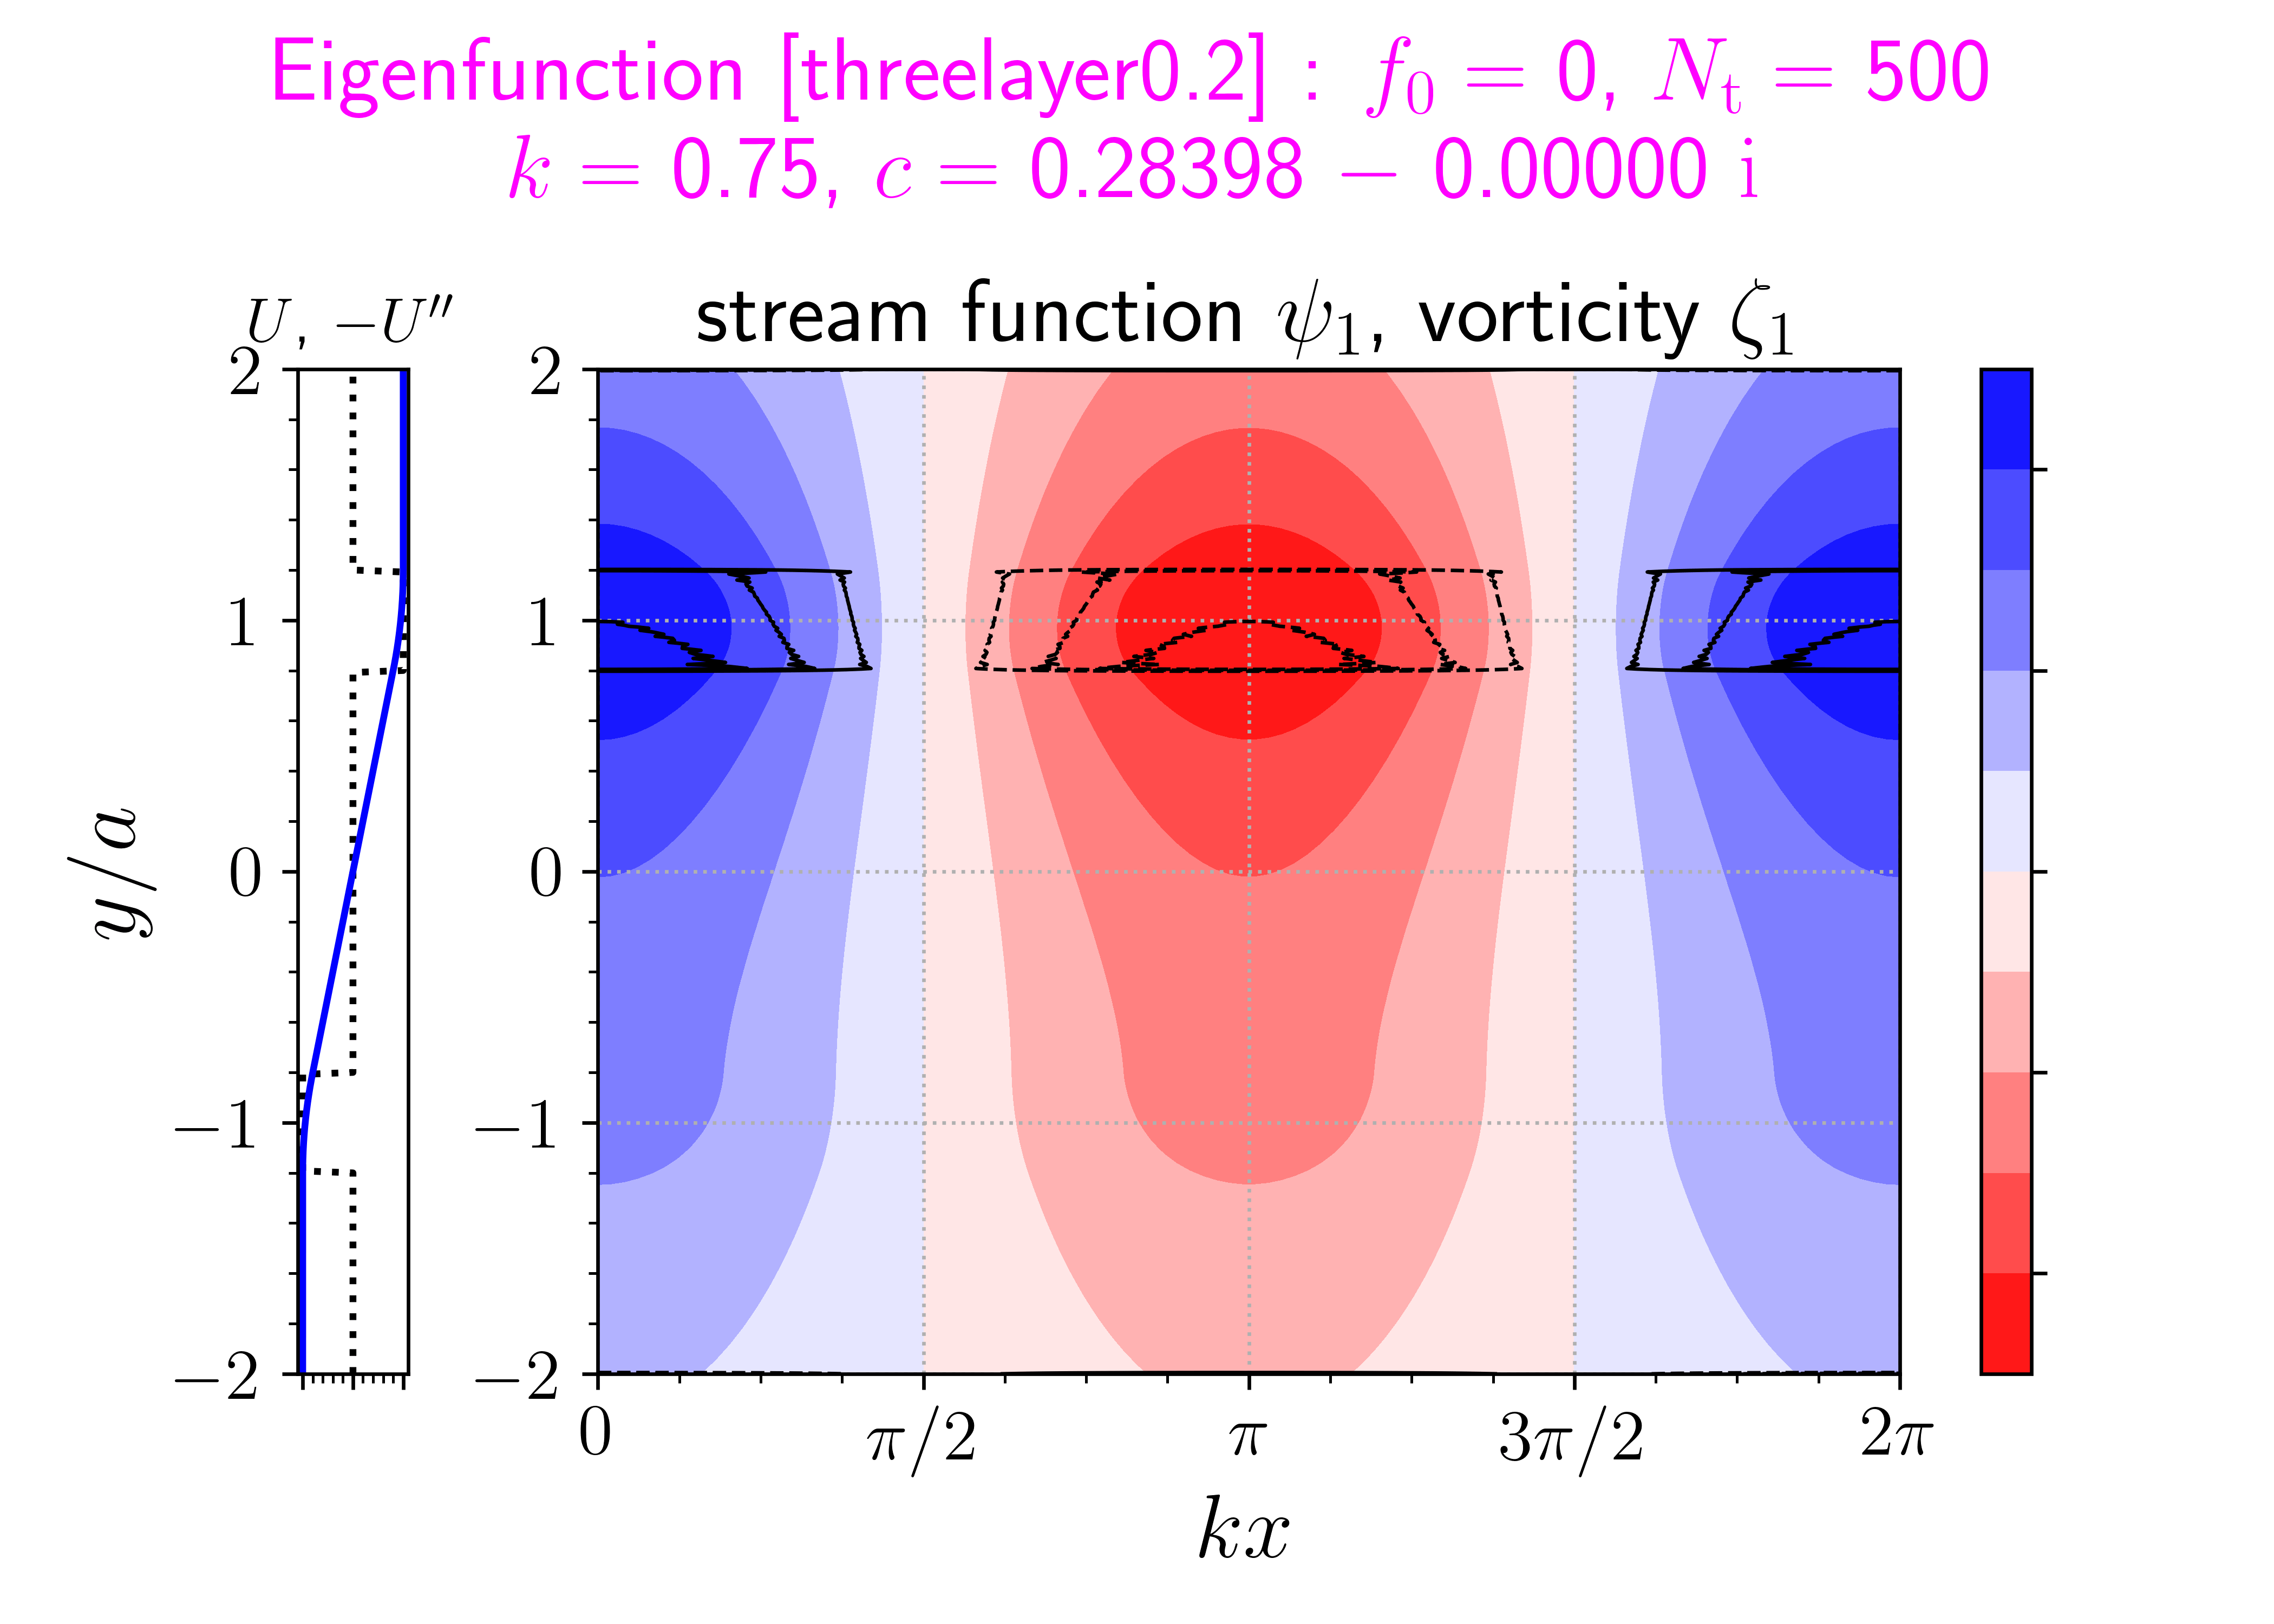 Eigenfunction [threelayer0.2] : f₀ = 0, Nₜ = 500
k = 0.75, c = 0.28398 − 0.00000 i
U, −U″
stream function ψ₁, vorticity ζ₁
2
1
0
−1
−2
y/a
2
1
0
−1
−2
0 π/2 π 3π/2 2π
kx